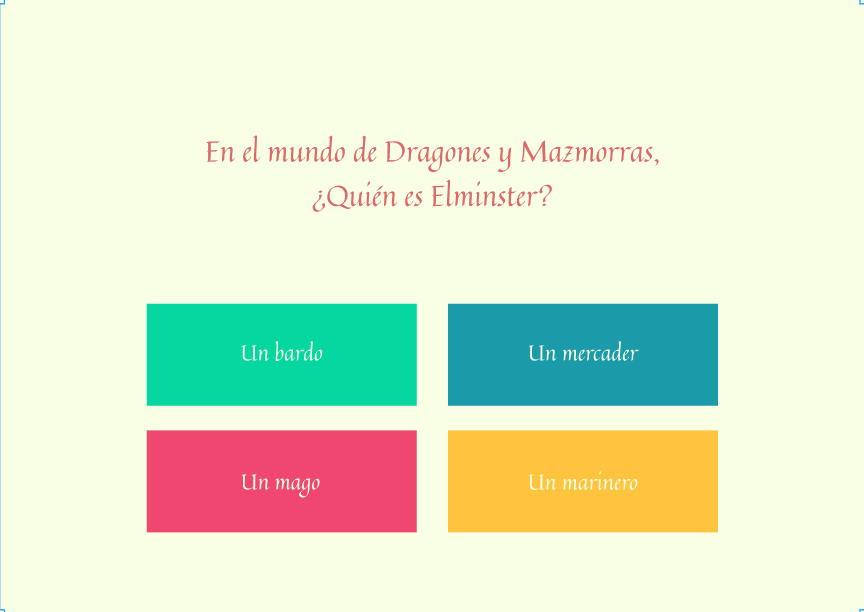 En el mundo de Dragones y Mazmorras,
¿Quién es Elminster?
Un bardo
Un mercader
Un mago
Un marinero